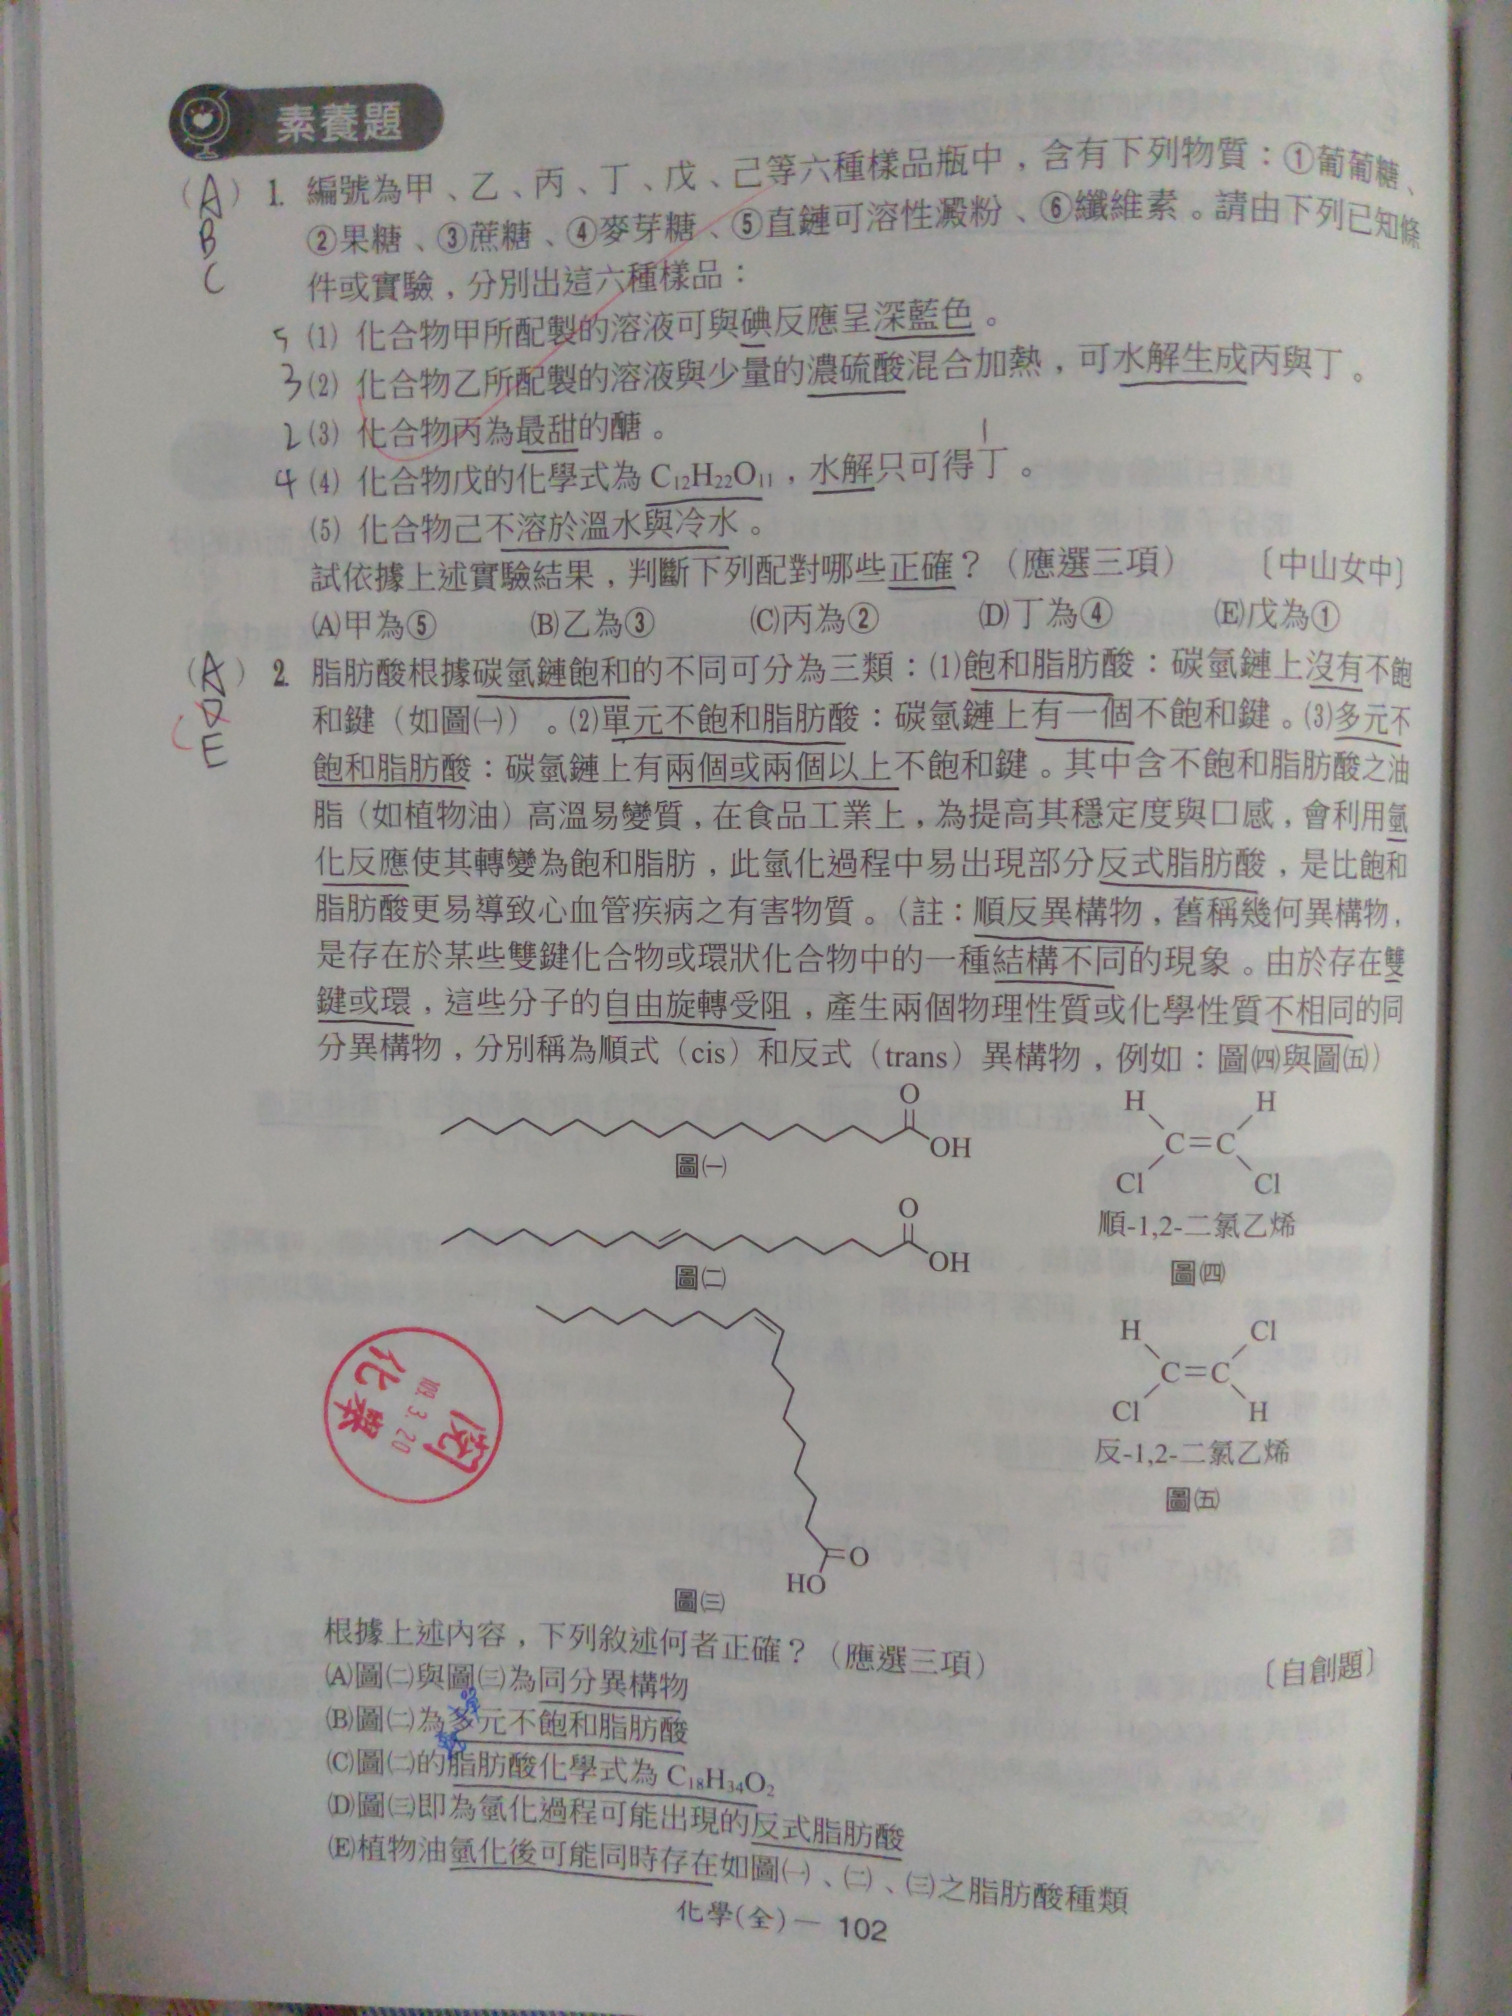 素養題
(A) 1. 編號為甲、乙、丙、丁、戊、己等六種樣品瓶中，含有下列物質：①葡萄糖、
B ②果糖、③蔗糖、④麥芽糖、⑤直鏈可溶性澱粉、⑥纖維素。請由下列已知條
C 件或實驗，分別出這六種樣品：
5 (1) 化合物甲所配製的溶液可與碘反應呈深藍色。
3 (2) 化合物乙所配製的溶液與少量的濃硫酸混合加熱，可水解生成丙與丁。
2 (3) 化合物丙為最甜的醣。
1
4 (4) 化合物戊的化學式為 C12H22O11，水解只可得丁。
(5) 化合物己不溶於溫水與冷水。
試依據上述實驗結果，判斷下列配對哪些正確？（應選三項）〔中山女中〕
(A)甲為⑤ (B)乙為③ (C)丙為② (D)丁為④ (E)戊為①
(A) 2. 脂肪酸根據碳氫鏈飽和的不同可分為三類：(1)飽和脂肪酸：碳氫鏈上沒有不飽
C D 和鍵（如圖㈠）。(2)單元不飽和脂肪酸：碳氫鏈上有一個不飽和鍵。(3)多元不
E 飽和脂肪酸：碳氫鏈上有兩個或兩個以上不飽和鍵。其中含不飽和脂肪酸之油
脂（如植物油）高溫易變質，在食品工業上，為提高其穩定度與口感，會利用氫
化反應使其轉變為飽和脂肪，此氫化過程中易出現部分反式脂肪酸，是比飽和
脂肪酸更易導致心血管疾病之有害物質。（註：順反異構物，舊稱幾何異構物，
是存在於某些雙鍵化合物或環狀化合物中的一種結構不同的現象。由於存在雙
鍵或環，這些分子的自由旋轉受阻，產生兩個物理性質或化學性質不相同的同
分異構物，分別稱為順式（cis）和反式（trans）異構物，例如：圖㈣與圖㈤）
O
OH
圖㈠
H H
C=C
Cl Cl
順-1,2-二氯乙烯
圖㈣
O
OH
圖㈡
H Cl
C=C
Cl H
反-1,2-二氯乙烯
圖㈤
O
HO
圖㈢
化學
109. 3. 20
閱
根據上述內容，下列敘述何者正確？（應選三項）〔自創題〕
(A)圖㈡與圖㈢為同分異構物
(B)圖㈡為多元不飽和脂肪酸
(C)圖㈡的脂肪酸化學式為 C18H34O2
(D)圖㈢即為氫化過程可能出現的反式脂肪酸
(E)植物油氫化後可能同時存在如圖㈠、㈡、㈢之脂肪酸種類
化學(全)－ 102